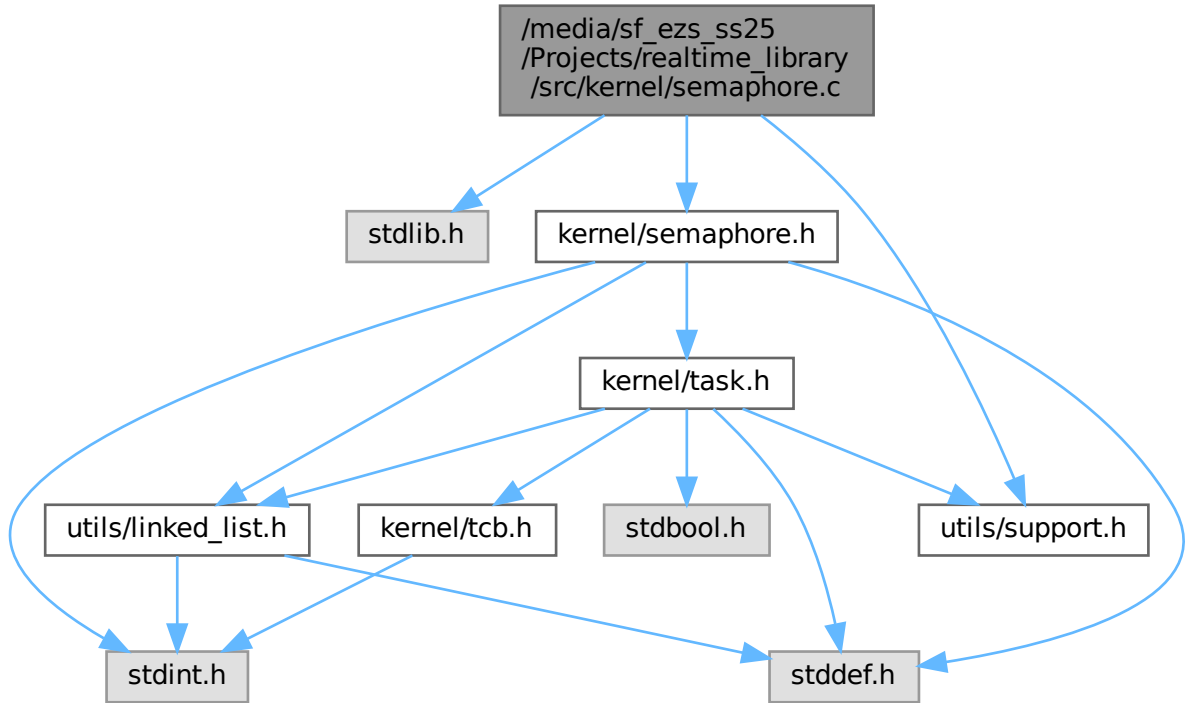 /media/sf_ezs_ss25
/Projects/realtime_library
/src/kernel/semaphore.c
stdlib.h
kernel/semaphore.h
kernel/task.h
utils/linked_list.h
kernel/tcb.h
stdbool.h
utils/support.h
stdint.h
stddef.h